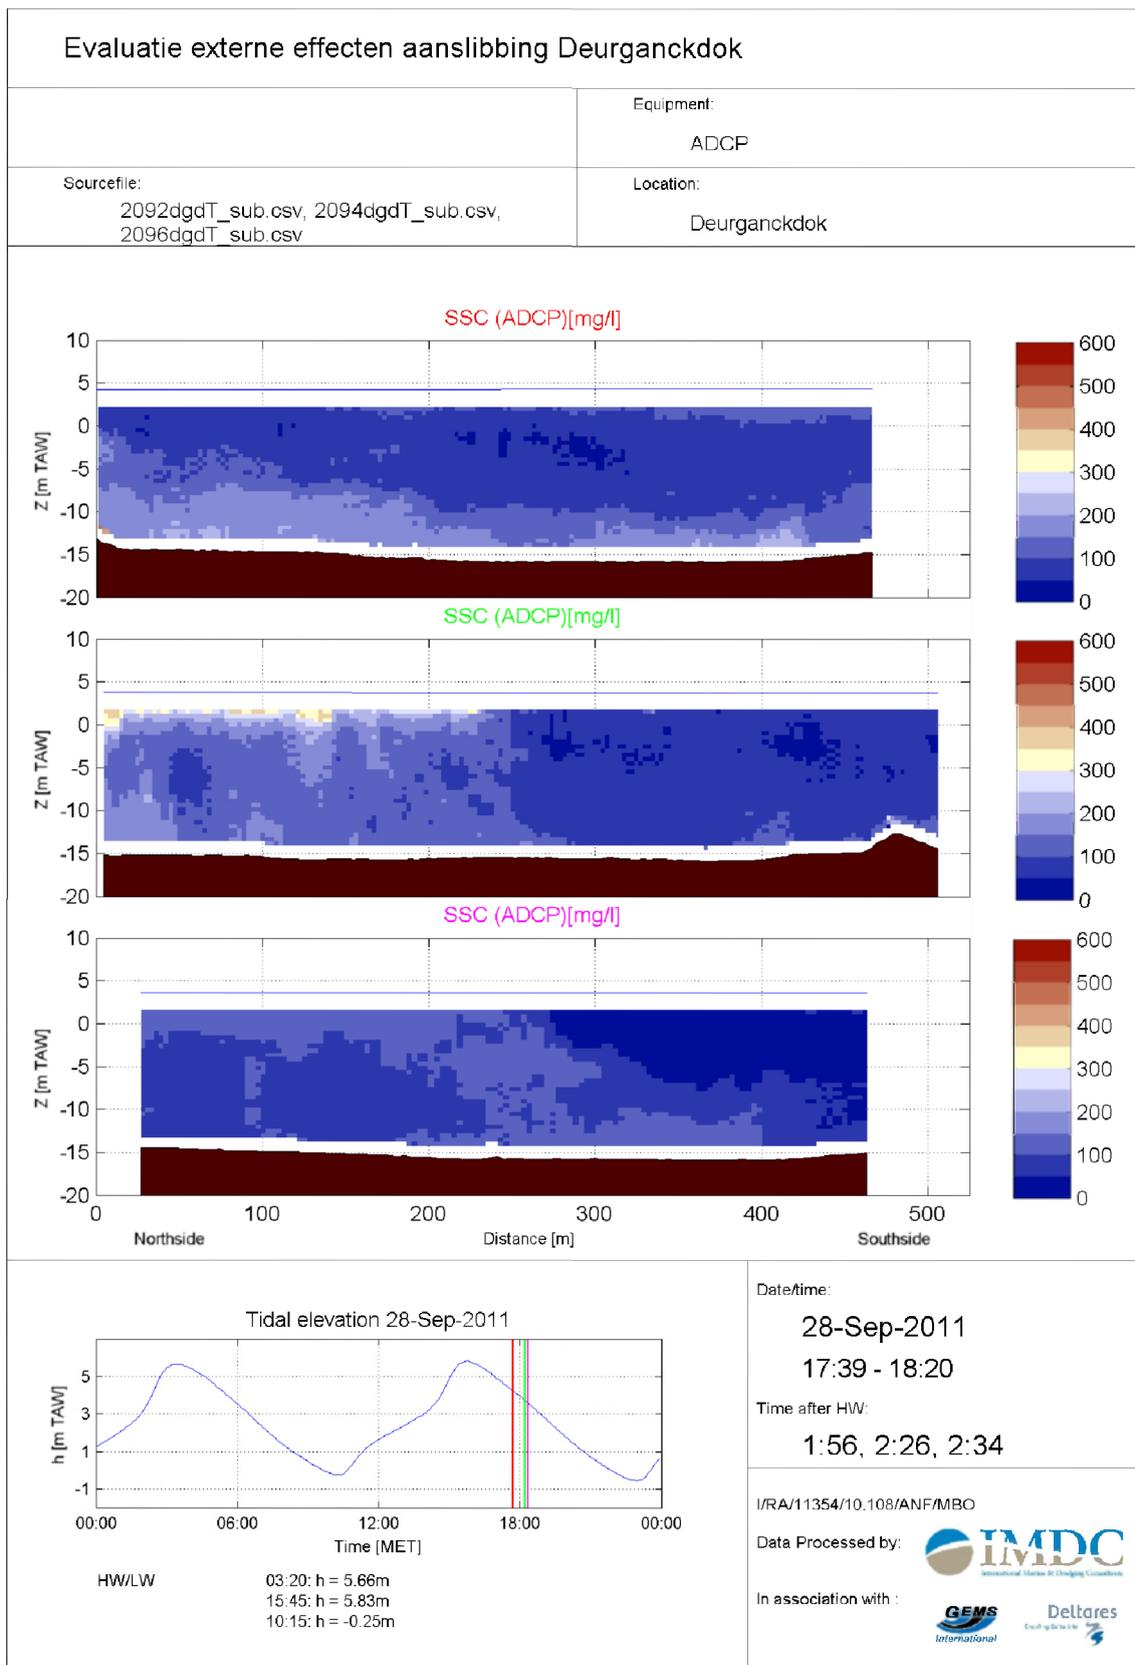 Evaluatie externe effecten aanslibbing Deurganckdok
Equipment:
ADCP
Sourcefile:
2092dgdT_sub.csv, 2094dgdT_sub.csv,
2096dgdT_sub.csv
Location:
Deurganckdok
SSC (ADCP)[mg/l]
10
5
0
-5
-10
-15
-20
Z [m TAW]
600
500
400
300
200
100
0
SSC (ADCP)[mg/l]
10
5
0
-5
-10
-15
-20
Z [m TAW]
600
500
400
300
200
100
0
SSC (ADCP)[mg/l]
10
5
0
-5
-10
-15
-20
Z [m TAW]
600
500
400
300
200
100
0
0 100 200 300 400 500
Northside Distance [m] Southside
Tidal elevation 28-Sep-2011
5
3
1
-1
h [m TAW]
00:00 06:00 12:00 18:00 00:00
Time [MET]
HW/LW 03:20: h = 5.66m
15:45: h = 5.83m
10:15: h = -0.25m
Date/time:
28-Sep-2011
17:39 - 18:20
Time after HW:
1:56, 2:26, 2:34
I/RA/11354/10.108/ANF/MBO
Data Processed by:
IMDC
International Marine & Dredging Consultants
In association with :
GEMS
International
Deltares